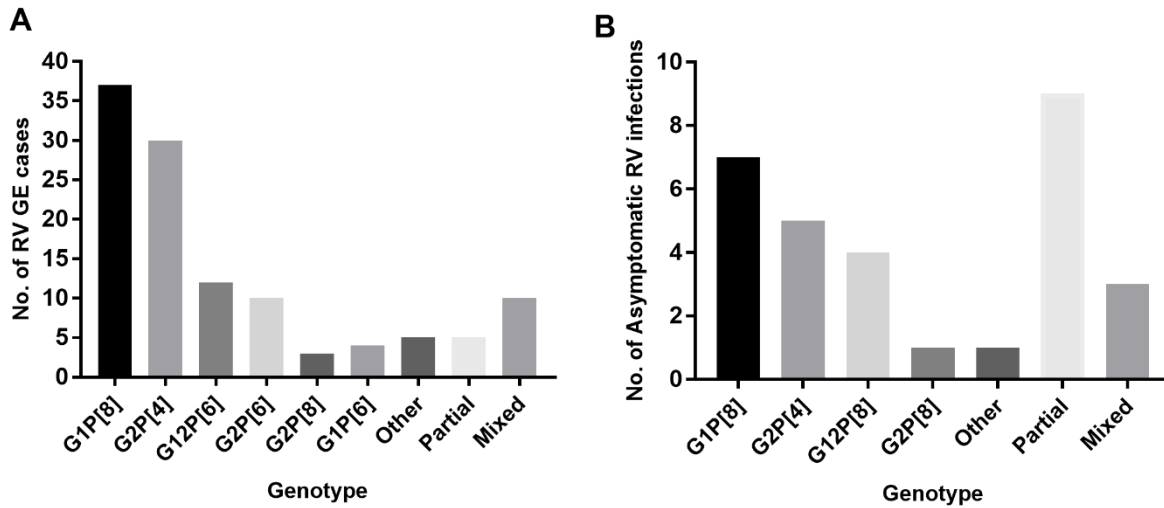 A
No. of RV GE cases
40
35
30
25
20
15
10
5
0
G1P[8]
G2P[4]
G12P[6]
G2P[6]
G2P[8]
G1P[6]
Other
Partial
Mixed
Genotype
B
No. of Asymptomatic RV infections
10
8
6
4
2
0
G1P[8]
G2P[4]
G12P[8]
G2P[8]
Other
Partial
Mixed
Genotype